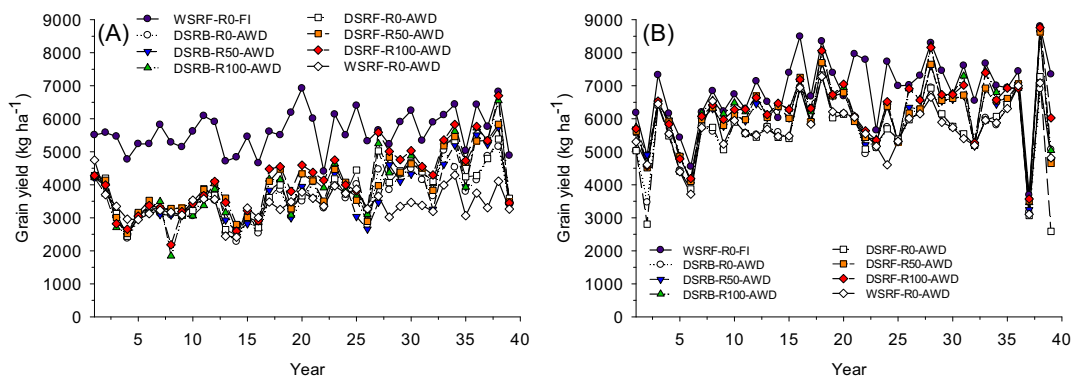 (A)
WSRF-R0-FI
DSRB-R0-AWD
DSRB-R50-AWD
DSRB-R100-AWD
DSRF-R0-AWD
DSRF-R50-AWD
DSRF-R100-AWD
WSRF-R0-AWD
Grain yield (kg ha⁻¹)
9000
8000
7000
6000
5000
4000
3000
2000
1000
0
5 10 15 20 25 30 35 40
Year
(B)
Grain yield (kg ha⁻¹)
9000
8000
7000
6000
5000
4000
3000
2000
1000
0
WSRF-R0-FI
DSRB-R0-AWD
DSRB-R50-AWD
DSRB-R100-AWD
DSRF-R0-AWD
DSRF-R50-AWD
DSRF-R100-AWD
WSRF-R0-AWD
5 10 15 20 25 30 35 40
Year